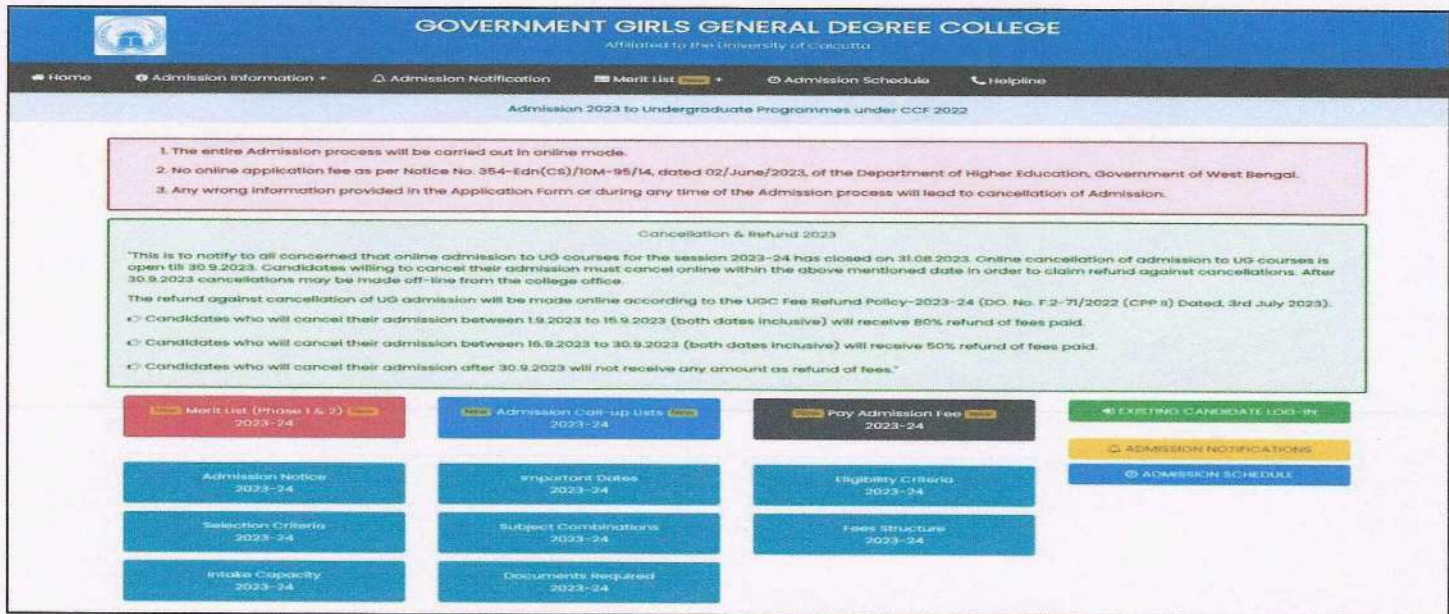 GOVERNMENT GIRLS GENERAL DEGREE COLLEGE
Affiliated to the University of Calcutta
Home Admission Information + Admission Notification Merit List New + Admission Schedule Helpline
Admission 2023 to Undergraduate Programmes under CCF 2022
1. The entire Admission process will be carried out in online mode.
2. No online application fee as per Notice No. 354-Edn(CS)/10M-95/14, dated 02/June/2023, of the Department of Higher Education, Government of West Bengal.
3. Any wrong information provided in the Application Form or during any time of the Admission process will lead to cancellation of Admission.
Cancellation & Refund 2023
"This is to notify to all concerned that online admission to UG courses for the session 2023-24 has closed on 31.08.2023. Online cancellation of admission to UG courses is
open till 30.9.2023. Candidates willing to cancel their admission must cancel online within the above mentioned date in order to claim refund against cancellations. After
30.9.2023 cancellations may be made off-line from the college office.
The refund against cancellation of UG admission will be made online according to the UGC Fee Refund Policy-2023-24 (DO. No. F.2-71/2022 (CPP II) Dated, 3rd July 2023).
Candidates who will cancel their admission between 1.9.2023 to 15.9.2023 (both dates inclusive) will receive 80% refund of fees paid.
Candidates who will cancel their admission between 16.9.2023 to 30.9.2023 (both dates inclusive) will receive 50% refund of fees paid.
Candidates who will cancel their admission after 30.9.2023 will not receive any amount as refund of fees."
New Merit List (Phase 1 & 2) New
2023-24
New Admission Call-up Lists New
2023-24
New Pay Admission Fee New
2023-24
EXISTING CANDIDATE LOG-IN
ADMISSION NOTIFICATIONS
ADMISSION SCHEDULE
Admission Notice
2023-24
Important Dates
2023-24
Eligibility Criteria
2023-24
Selection Criteria
2023-24
Subject Combinations
2023-24
Fees Structure
2023-24
Intake Capacity
2023-24
Documents Required
2023-24